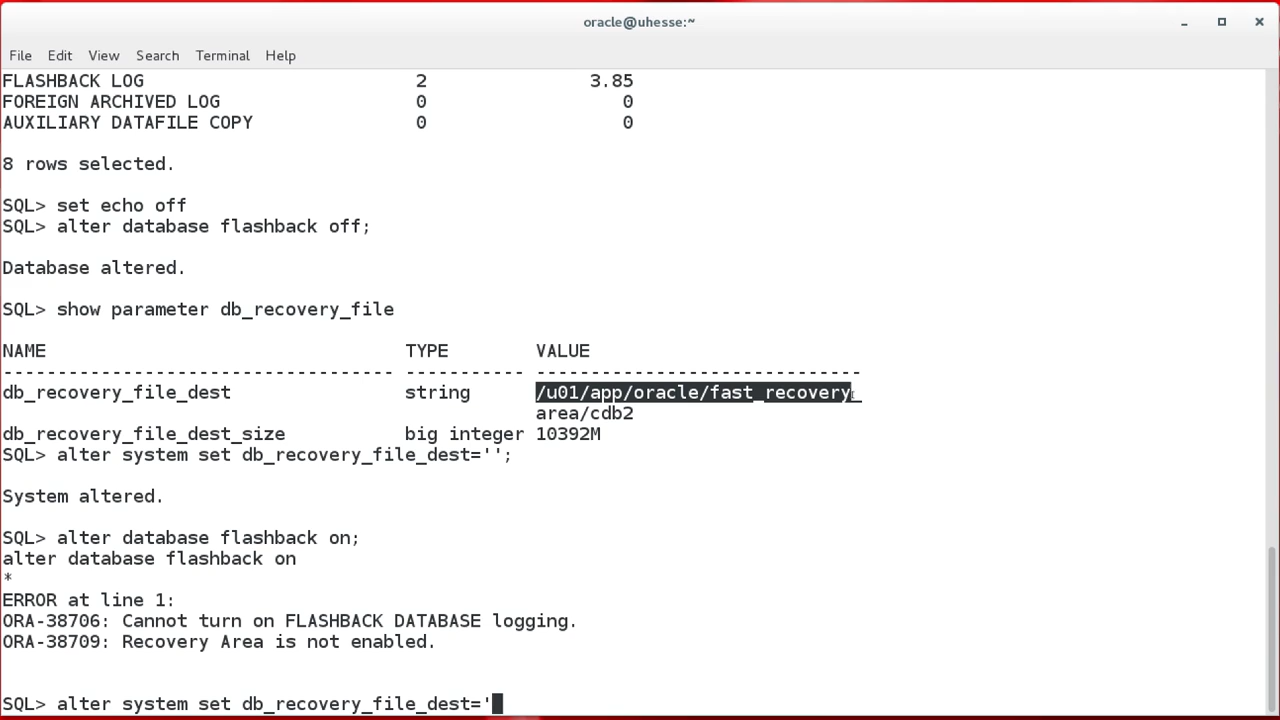 oracle@uhesse:~
File Edit View Search Terminal Help
FLASHBACK LOG 2 3.85
FOREIGN ARCHIVED LOG 0 0
AUXILIARY DATAFILE COPY 0 0
8 rows selected.
SQL> set echo off
SQL> alter database flashback off;
Database altered.
SQL> show parameter db_recovery_file
NAME TYPE VALUE
------------------------------------ ----------- ------------------------------
db_recovery_file_dest string /u01/app/oracle/fast_recovery_
area/cdb2
db_recovery_file_dest_size big integer 10392M
SQL> alter system set db_recovery_file_dest='';
System altered.
SQL> alter database flashback on;
alter database flashback on
*
ERROR at line 1:
ORA-38706: Cannot turn on FLASHBACK DATABASE logging.
ORA-38709: Recovery Area is not enabled.
SQL> alter system set db_recovery_file_dest='